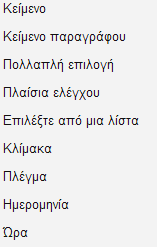 Κείμενο
Κείμενο παραγράφου
Πολλαπλή επιλογή
Πλαίσια ελέγχου
Επιλέξτε από μια λίστα
Κλίμακα
Πλέγμα
Ημερομηνία
Ώρα